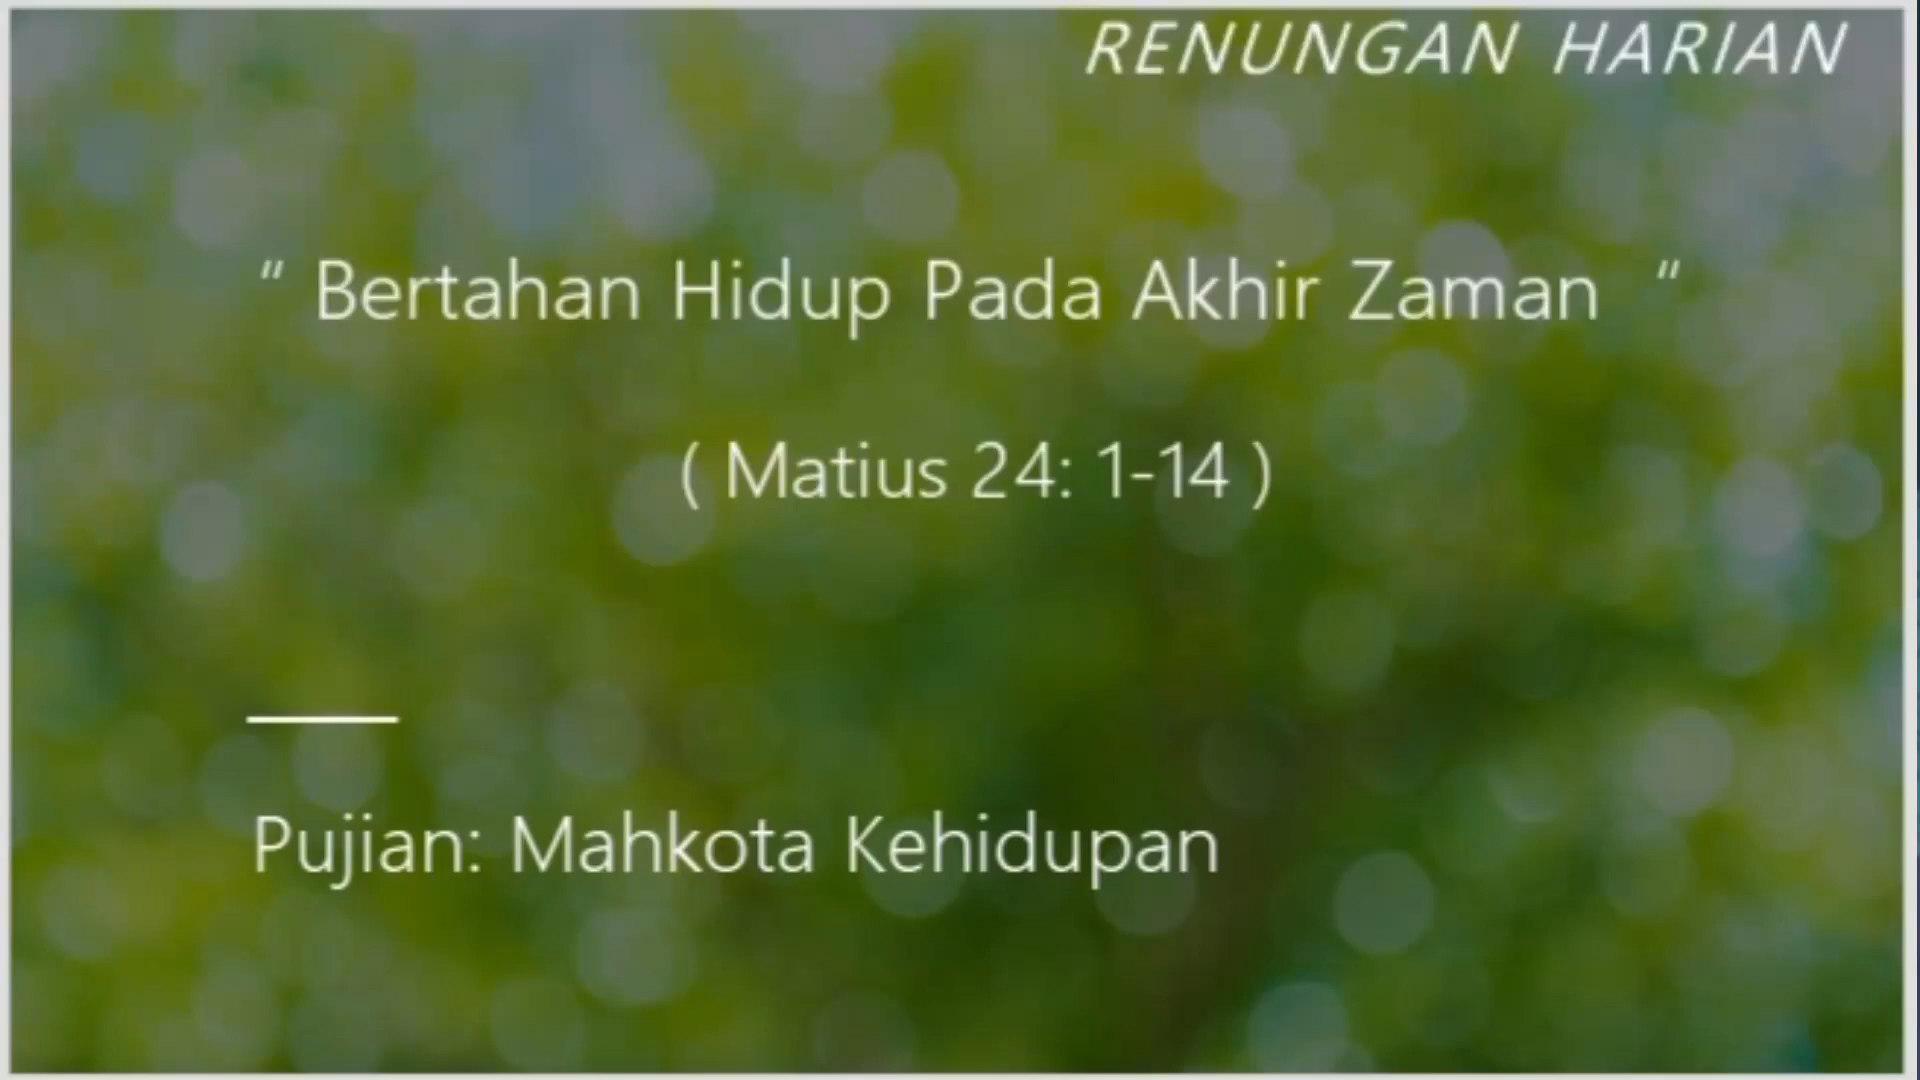 RENUNGAN HARIAN
“ Bertahan Hidup Pada Akhir Zaman “
( Matius 24: 1-14 )
Pujian: Mahkota Kehidupan